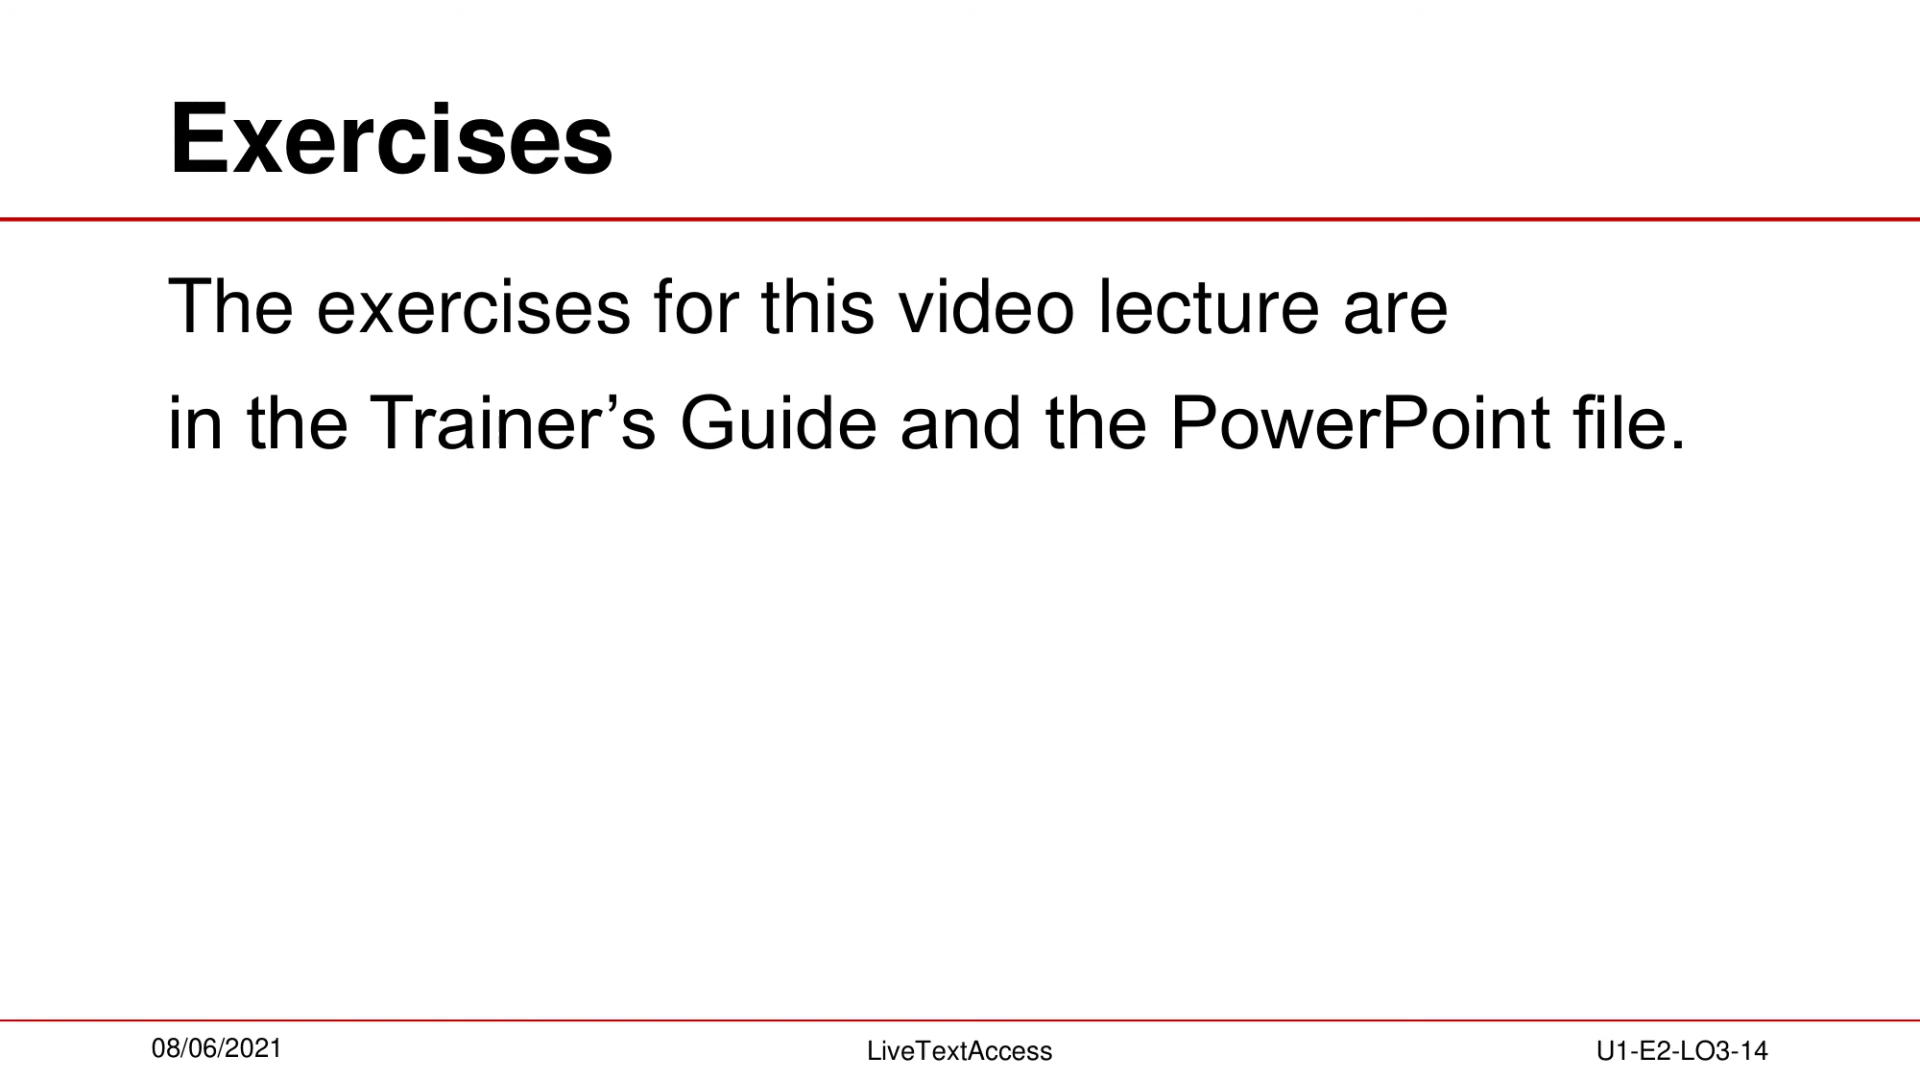 Exercises
The exercises for this video lecture are
in the Trainer’s Guide and the PowerPoint file.
08/06/2021
LiveTextAccess
U1-E2-LO3-14